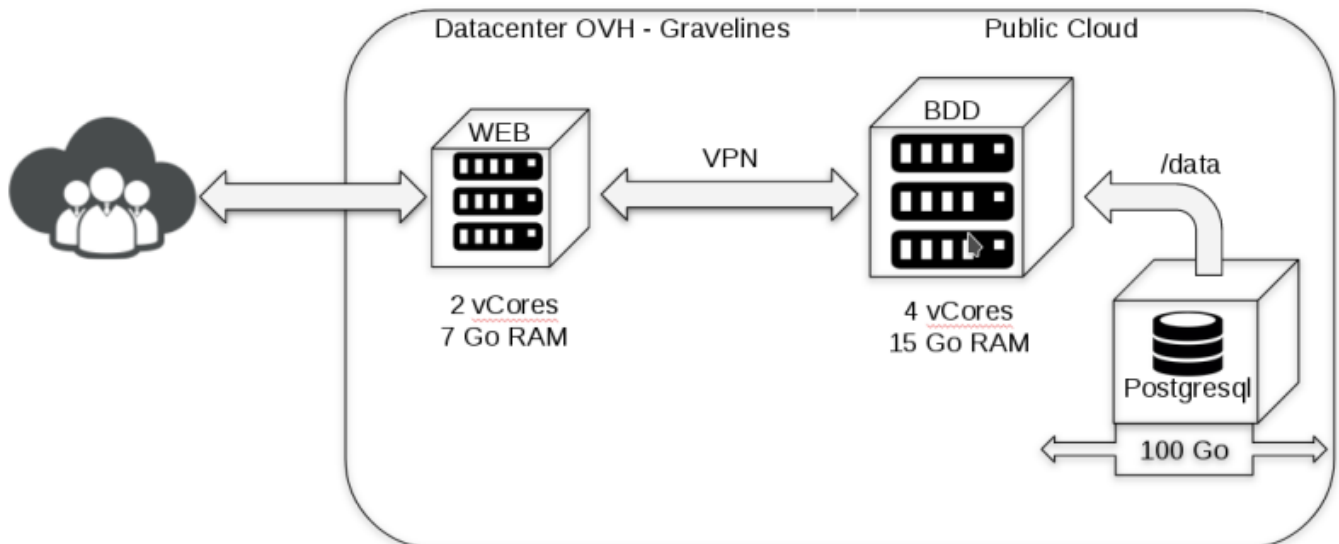 Datacenter OVH - Gravelines
Public Cloud
WEB
VPN
BDD
/data
2 vCores
7 Go RAM
4 vCores
15 Go RAM
Postgresql
100 Go